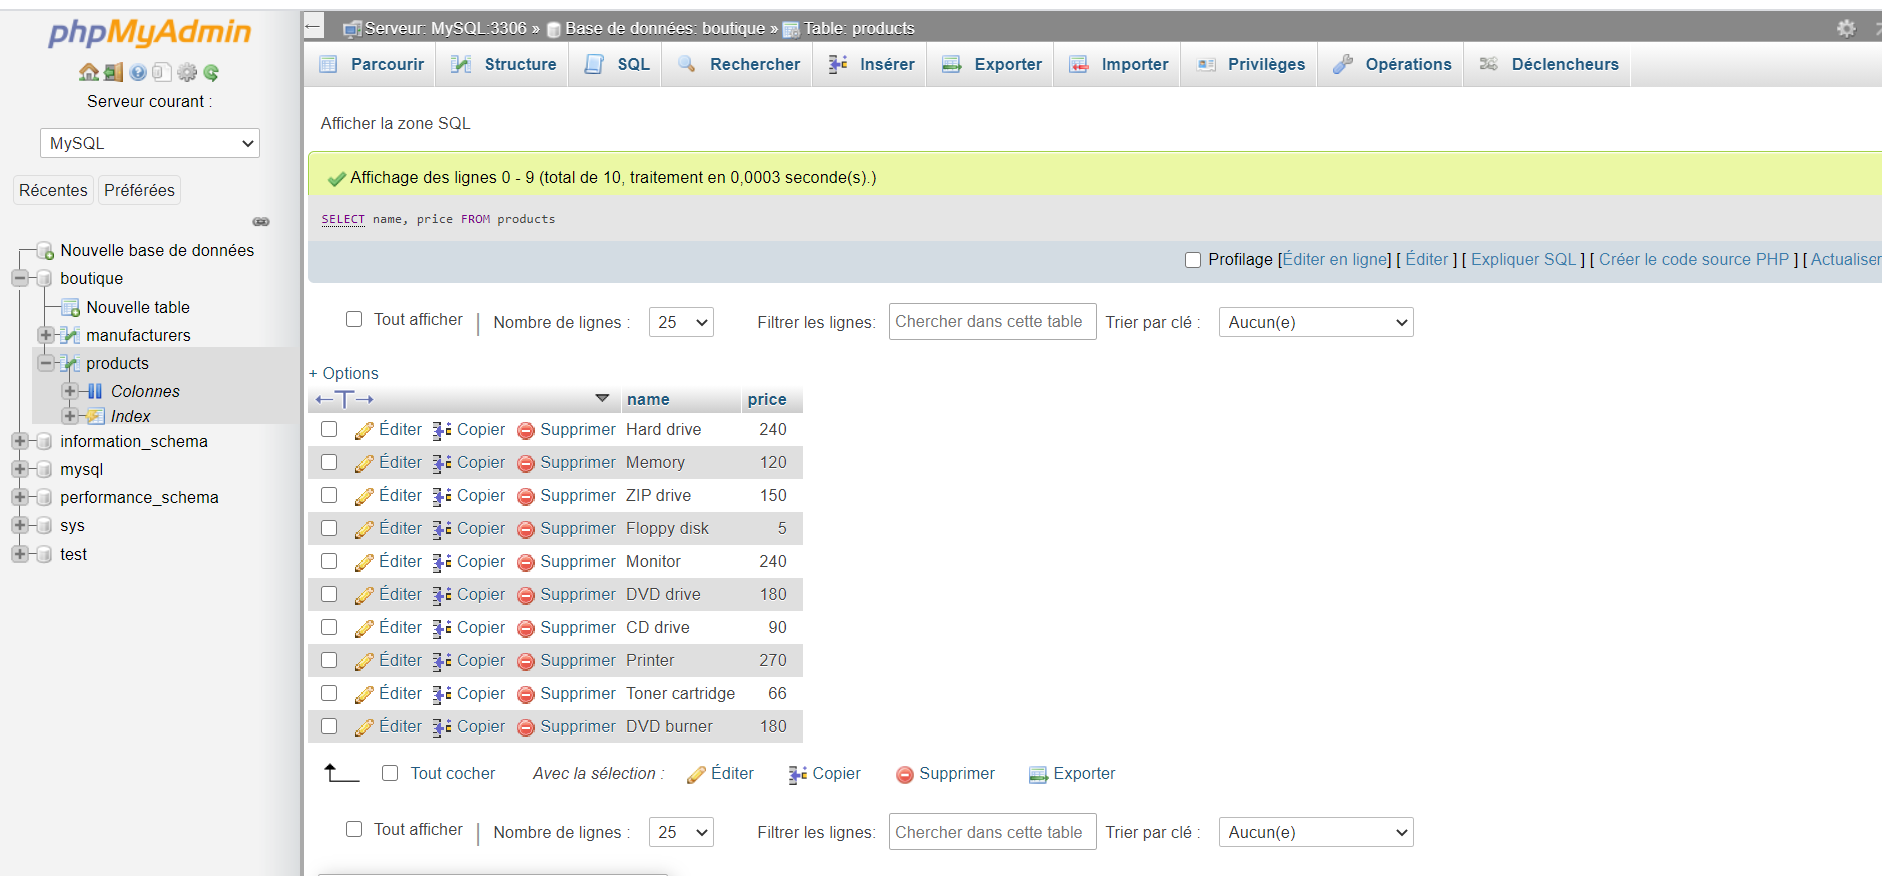 phpMyAdmin
Serveur courant :
MySQL
Récentes Préférées
Nouvelle base de données
boutique
Nouvelle table
manufacturers
products
Colonnes
Index
information_schema
mysql
performance_schema
sys
test
Serveur: MySQL:3306 » Base de données: boutique » Table: products
Parcourir Structure SQL Rechercher Insérer Exporter Importer Privilèges Opérations Déclencheurs
Afficher la zone SQL
Affichage des lignes 0 - 9 (total de 10, traitement en 0,0003 seconde(s).)
SELECT name, price FROM products
Profilage [Éditer en ligne] [ Éditer ] [ Expliquer SQL ] [ Créer le code source PHP ] [ Actualiser
Tout afficher | Nombre de lignes : 25 Filtrer les lignes: Chercher dans cette table Trier par clé : Aucun(e)
+ Options
←T→ name price
Éditer Copier Supprimer Hard drive 240
Éditer Copier Supprimer Memory 120
Éditer Copier Supprimer ZIP drive 150
Éditer Copier Supprimer Floppy disk 5
Éditer Copier Supprimer Monitor 240
Éditer Copier Supprimer DVD drive 180
Éditer Copier Supprimer CD drive 90
Éditer Copier Supprimer Printer 270
Éditer Copier Supprimer Toner cartridge 66
Éditer Copier Supprimer DVD burner 180
Tout cocher Avec la sélection : Éditer Copier Supprimer Exporter
Tout afficher | Nombre de lignes : 25 Filtrer les lignes: Chercher dans cette table Trier par clé : Aucun(e)